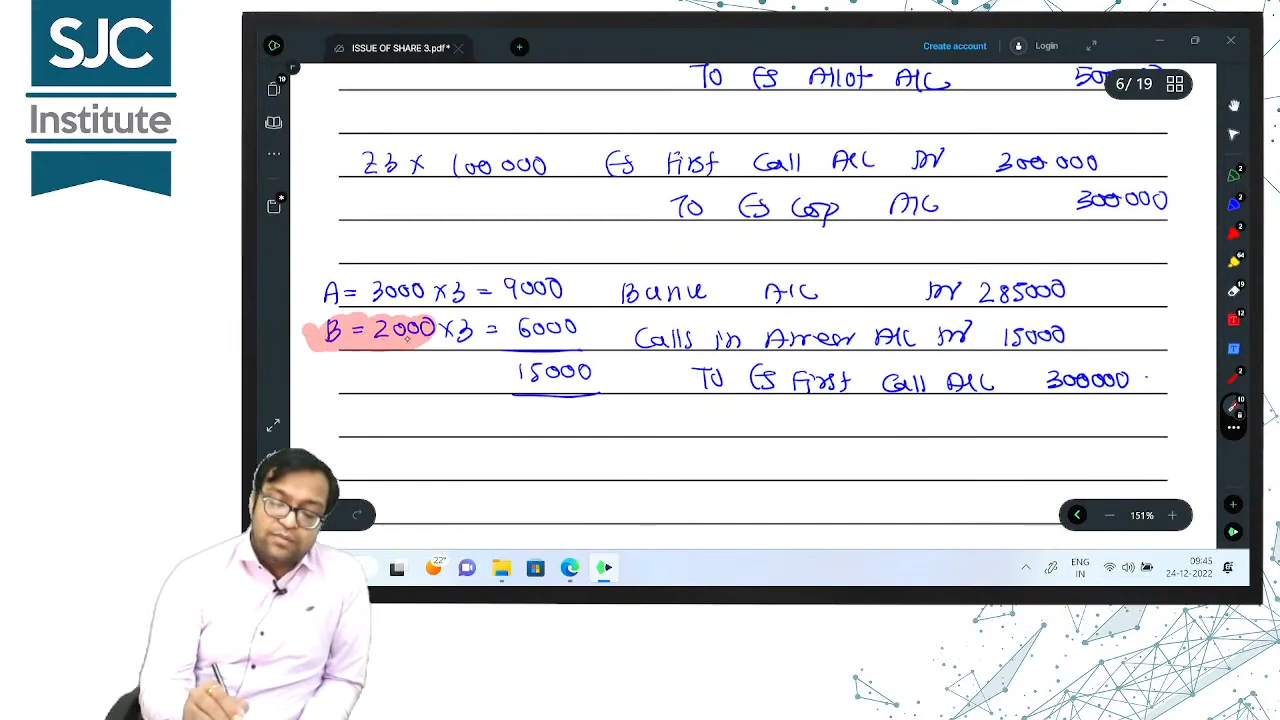 SJC
Institute
ISSUE OF SHARE 3.pdf*
Create account
Login
To Es Allot A/C
6 / 19
23 x 100 000 Es First Call A/C Dr 300 000
To Es Cap A/C 300000
A = 3000 x 3 = 9000 Bank A/C Dr 285000
B = 2000 x 3 = 6000 Calls in Arrear A/C Dr 15000
15000 To Es First Call A/C 300000
151%
22°
ENG
IN
09:45
24-12-2022